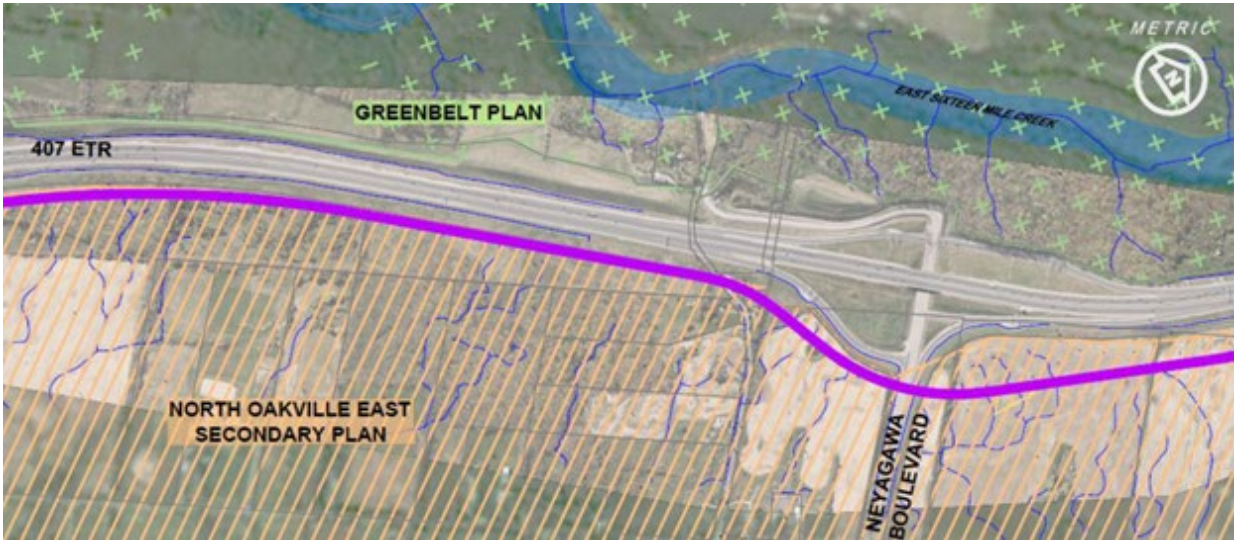 METRIC
N
EAST SIXTEEN MILE CREEK
GREENBELT PLAN
407 ETR
NORTH OAKVILLE EAST
SECONDARY PLAN
NEYAGAWA
BOULEVARD